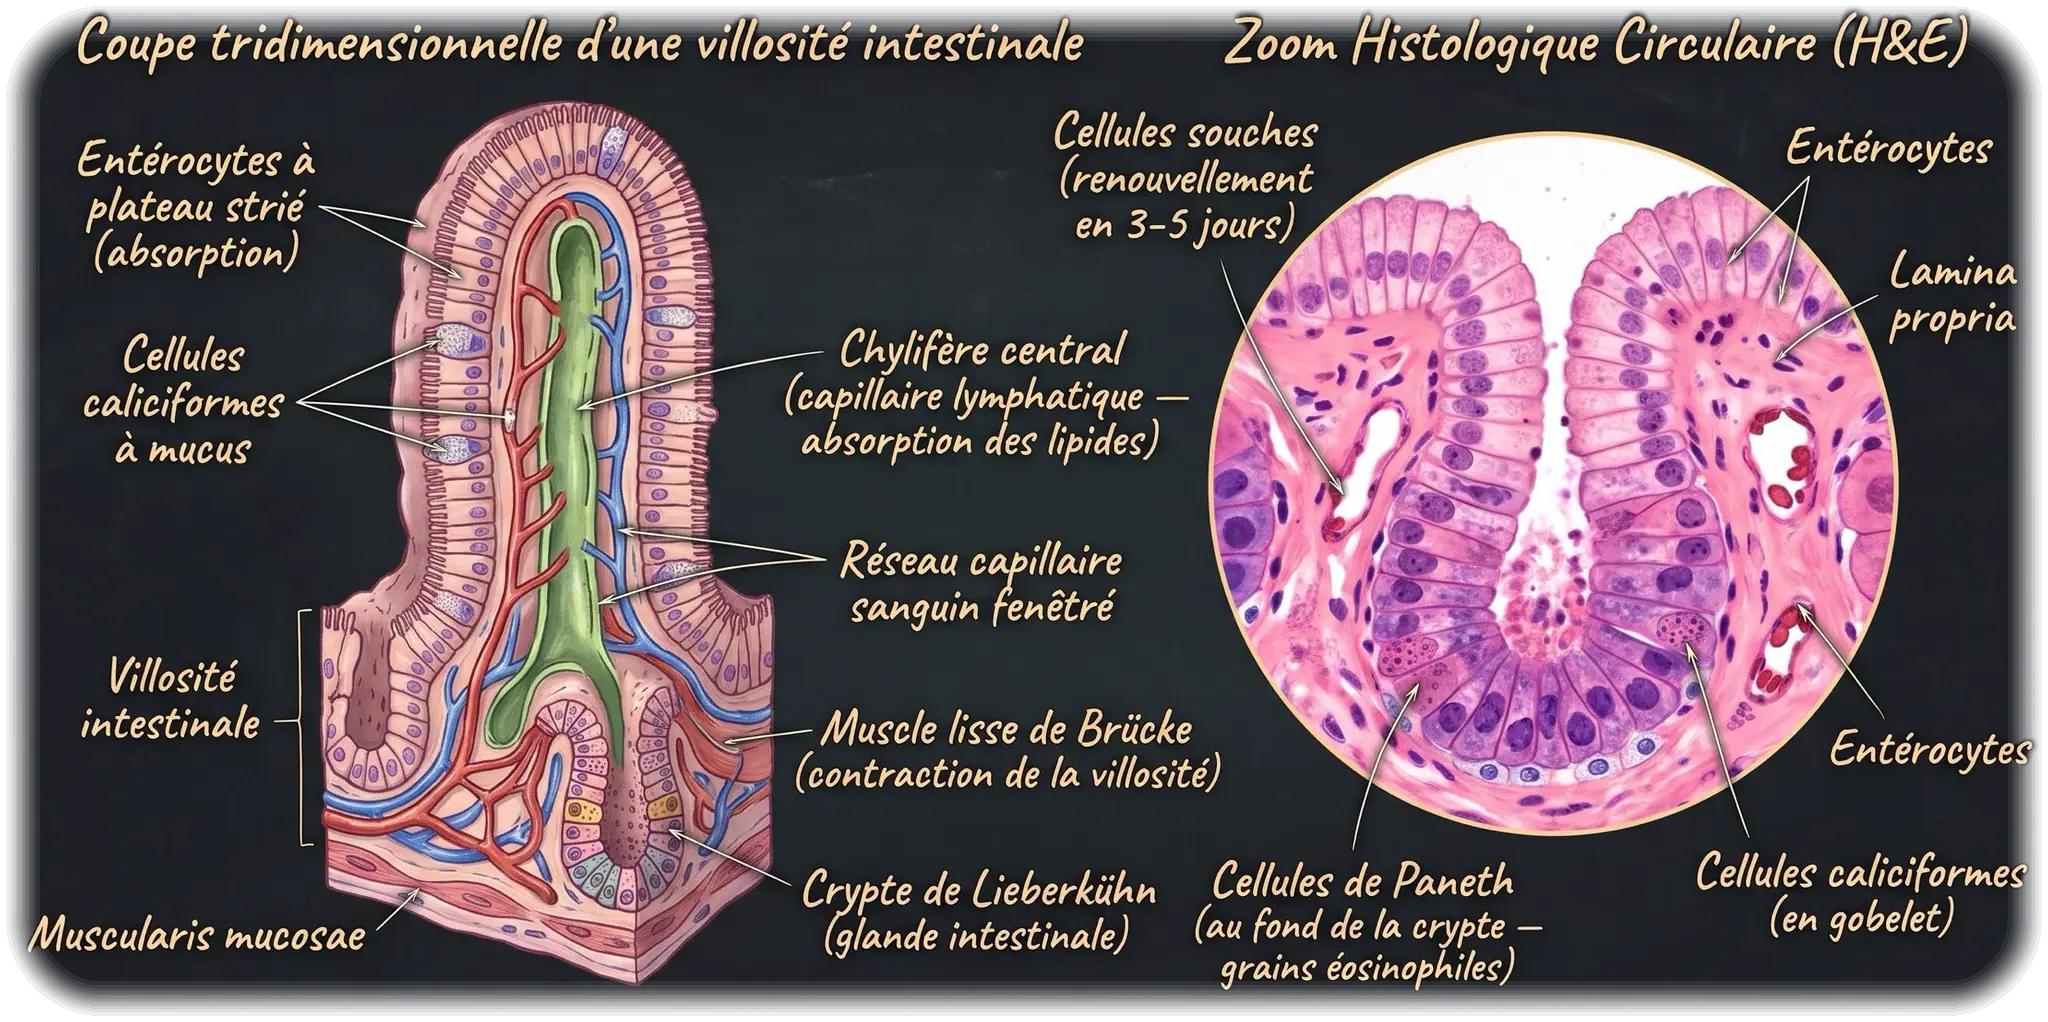 Coupe tridimensionnelle d'une villosité intestinale
Entérocytes à
plateau strié
(absorption)
Cellules
caliciformes
à mucus
Villosité
intestinale
Muscularis mucosae
Chylifère central
(capillaire lymphatique —
absorption des lipides)
Réseau capillaire
sanguin fenêtré
Muscle lisse de Brücke
(contraction de la villosité)
Crypte de Lieberkühn
(glande intestinale)
Zoom Histologique Circulaire (H&E)
Cellules souches
(renouvellement
en 3-5 jours)
Entérocytes
Lamina
propria
Entérocytes
Cellules de Paneth
(au fond de la crypte —
grains éosinophiles)
Cellules caliciformes
(en gobelet)